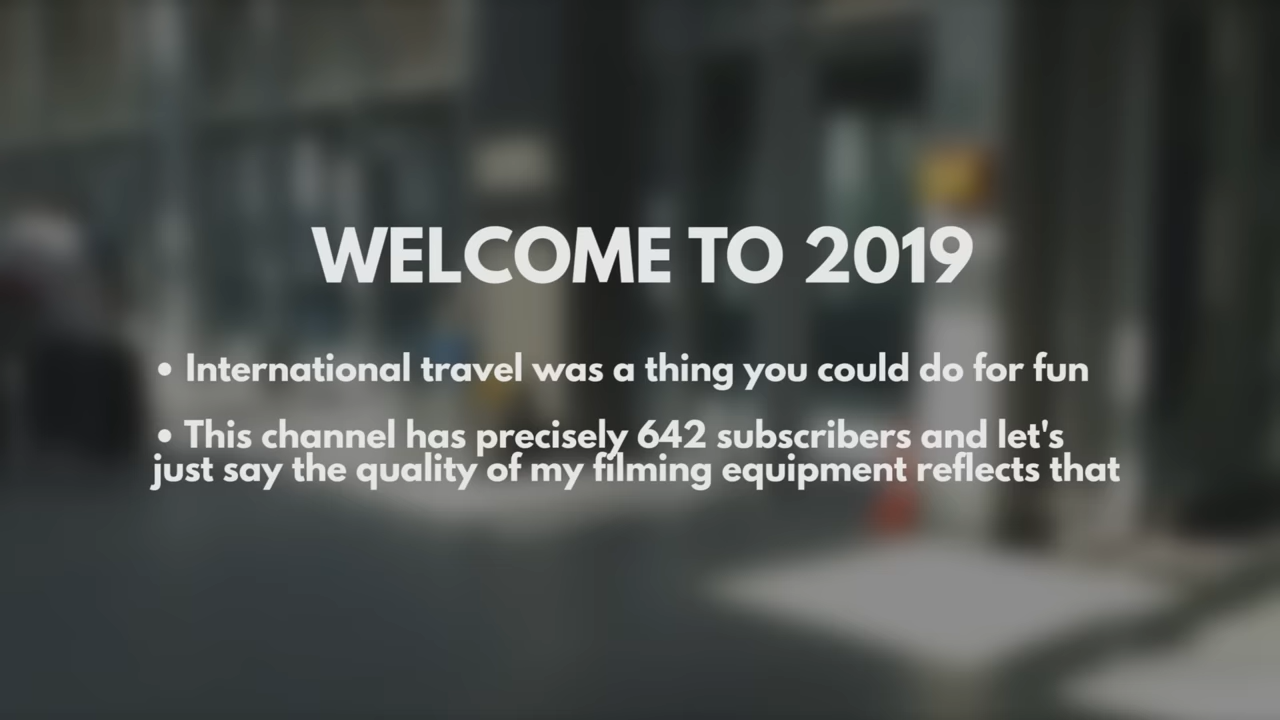 WELCOME TO 2019
• International travel was a thing you could do for fun
• This channel has precisely 642 subscribers and let's
just say the quality of my filming equipment reflects that